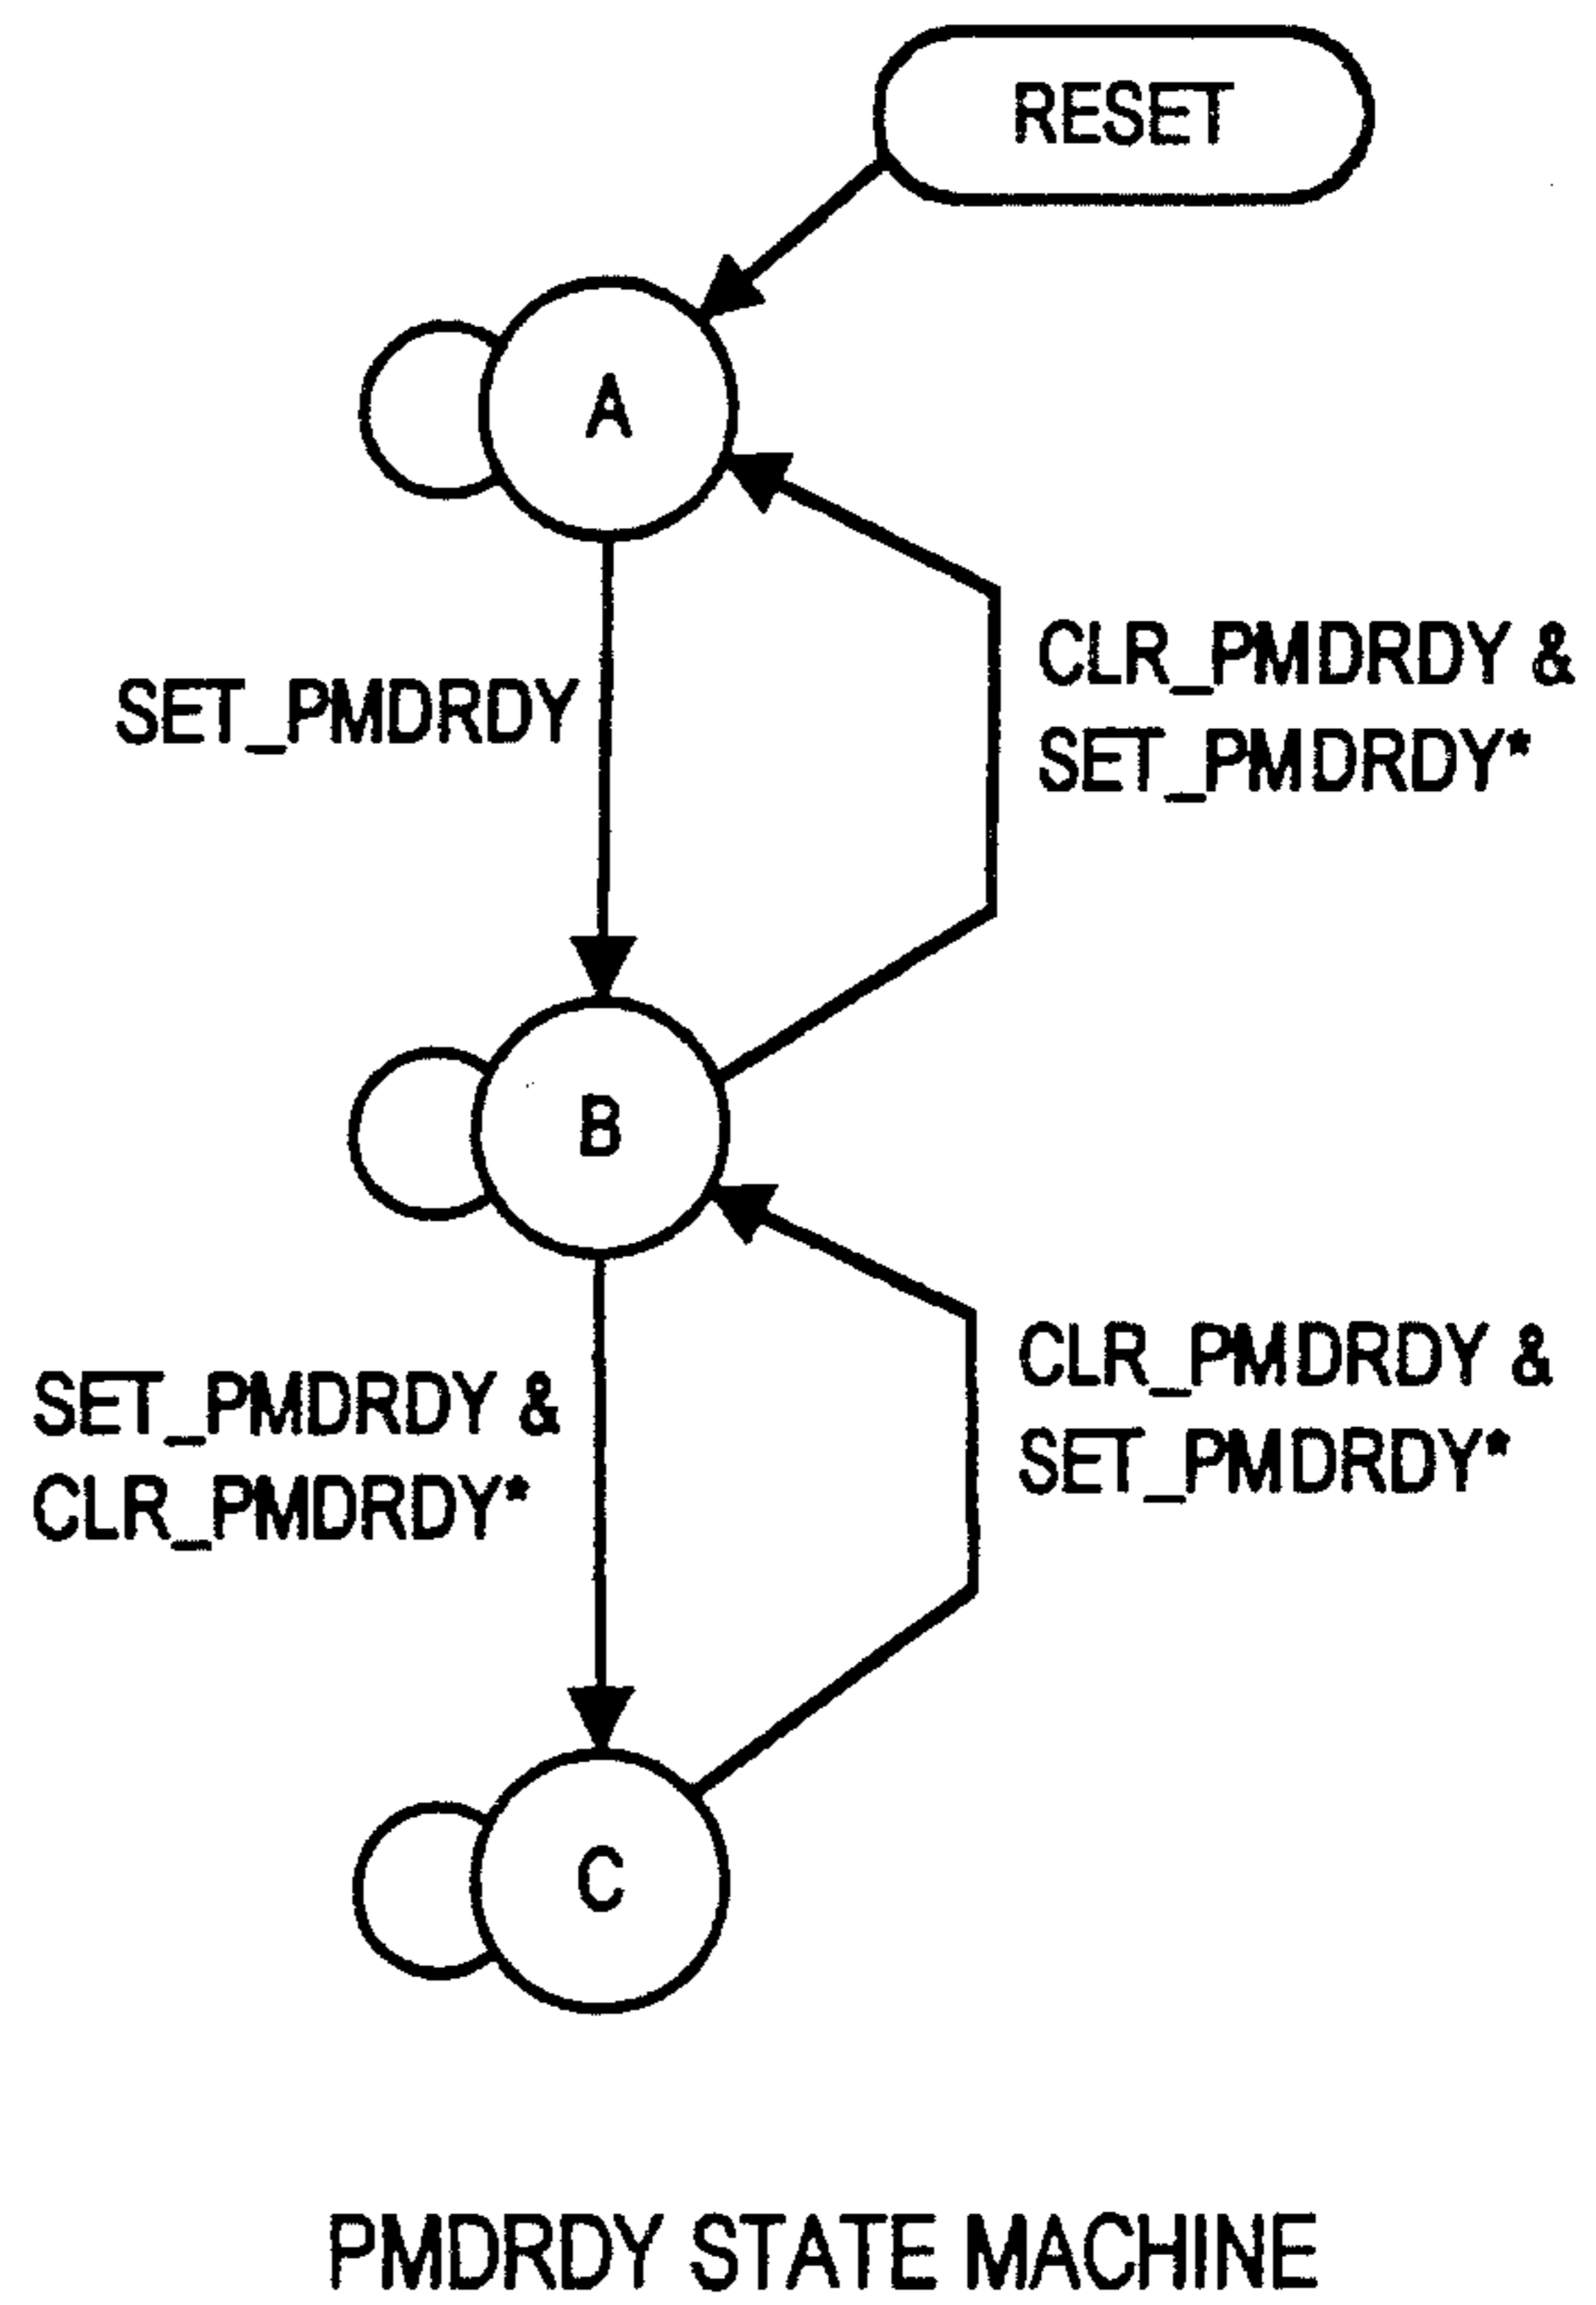 RESET
A
SET_PMDRDY
CLR_PMDRDY &
SET_PMDRDY*
B
SET_PMDRDY &
CLR_PMDRDY*
CLR_PMDRDY &
SET_PMDRDY*
C
PMDRDY STATE MACHINE